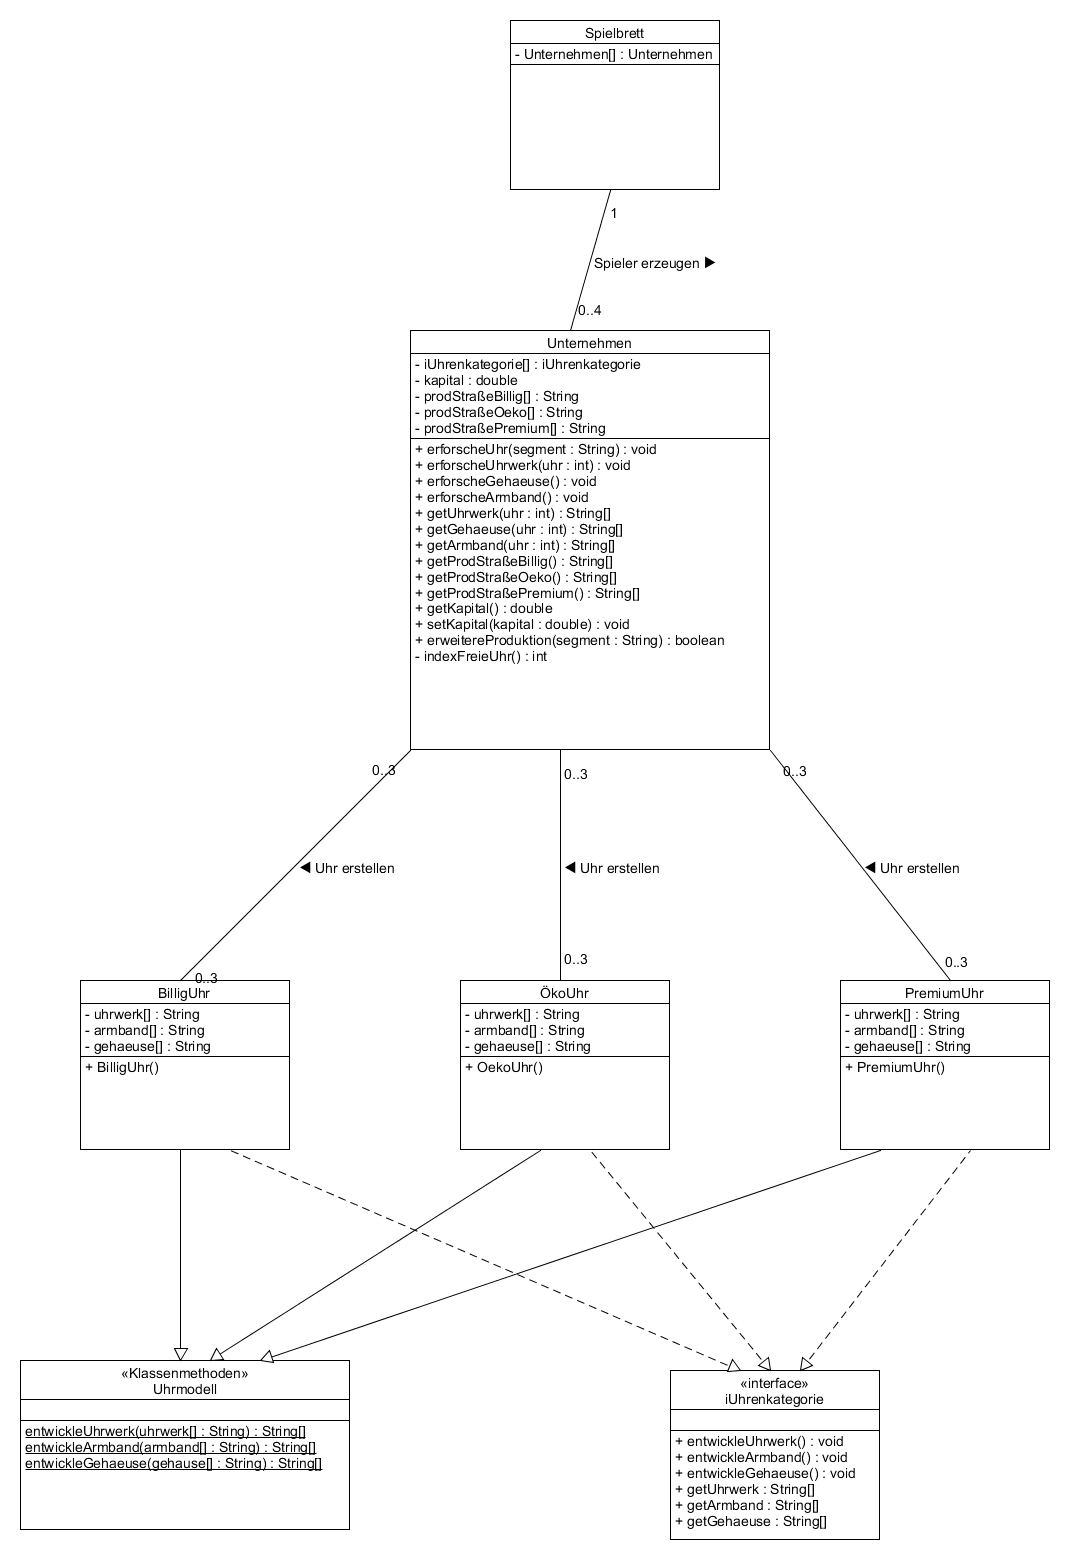 Spielbrett
- Unternehmen[] : Unternehmen
1
Spieler erzeugen ►
0..4
Unternehmen
- iUhrenkategorie[] : iUhrenkategorie
- kapital : double
- prodStraßeBillig[] : String
- prodStraßeOeko[] : String
- prodStraßePremium[] : String
+ erforscheUhr(segment : String) : void
+ erforscheUhrwerk(uhr : int) : void
+ erforscheGehaeuse() : void
+ erforscheArmband() : void
+ getUhrwerk(uhr : int) : String[]
+ getGehaeuse(uhr : int) : String[]
+ getArmband(uhr : int) : String[]
+ getProdStraßeBillig() : String[]
+ getProdStraßeOeko() : String[]
+ getProdStraßePremium() : String[]
+ getKapital() : double
+ setKapital(kapital : double) : void
+ erweitereProduktion(segment : String) : boolean
- indexFreieUhr() : int
0..3
0..3
0..3
◄ Uhr erstellen
◄ Uhr erstellen
◄ Uhr erstellen
0..3
0..3
0..3
BilligUhr
- uhrwerk[] : String
- armband[] : String
- gehaeuse[] : String
+ BilligUhr()
ÖkoUhr
- uhrwerk[] : String
- armband[] : String
- gehaeuse[] : String
+ OekoUhr()
PremiumUhr
- uhrwerk[] : String
- armband[] : String
- gehaeuse[] : String
+ PremiumUhr()
«Klassenmethoden»
Uhrmodell
entwickleUhrwerk(uhrwerk[] : String) : String[]
entwickleArmband(armband[] : String) : String[]
entwickleGehaeuse(gehause[] : String) : String[]
«interface»
iUhrenkategorie
+ entwickleUhrwerk() : void
+ entwickleArmband() : void
+ entwickleGehaeuse() : void
+ getUhrwerk : String[]
+ getArmband : String[]
+ getGehaeuse : String[]